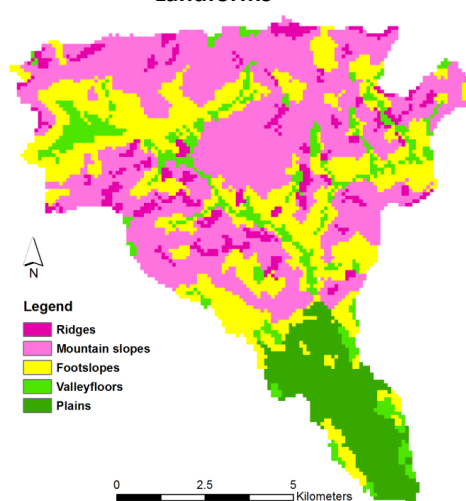 Landforms
N
Legend
Ridges
Mountain slopes
Footslopes
Valleyfloors
Plains
0 2.5 5
Kilometers